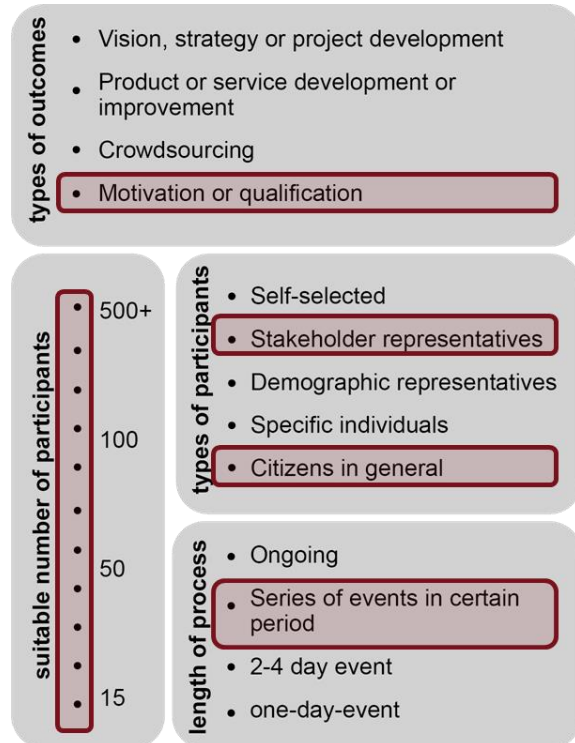 types of outcomes
• Vision, strategy or project development
• Product or service development or
improvement
• Crowdsourcing
• Motivation or qualification
suitable number of participants
500+
100
50
15
types of participants
• Self-selected
• Stakeholder representatives
• Demographic representatives
• Specific individuals
• Citizens in general
length of process
• Ongoing
• Series of events in certain
period
• 2-4 day event
• one-day-event